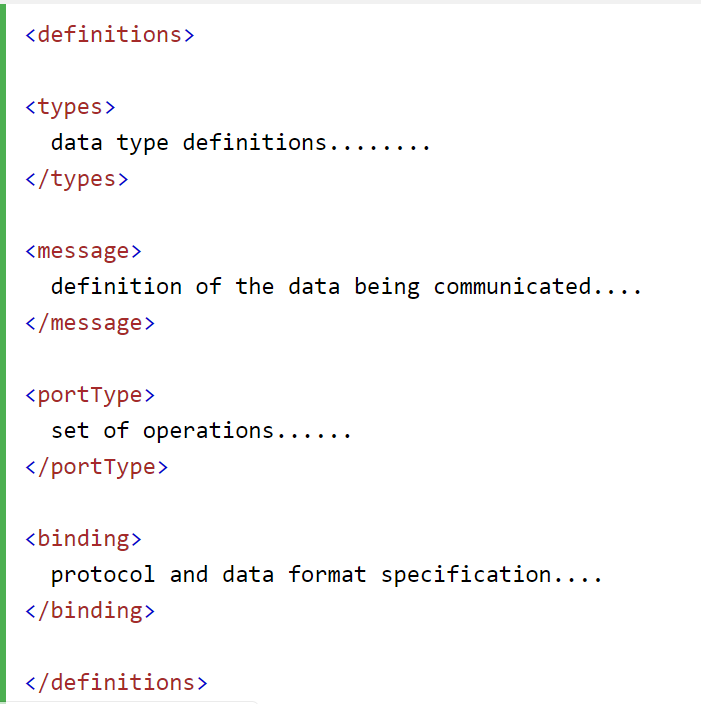 <definitions>
<types>
data type definitions........
</types>
<message>
definition of the data being communicated....
</message>
<portType>
set of operations......
</portType>
<binding>
protocol and data format specification....
</binding>
</definitions>